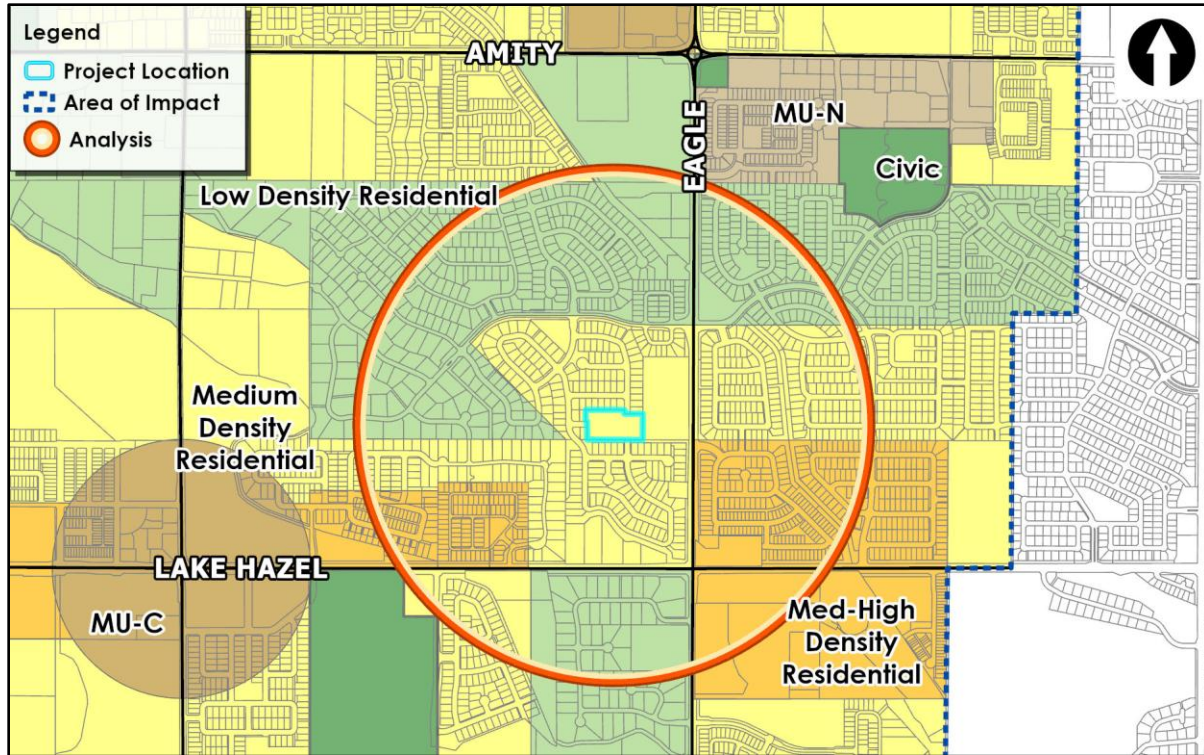 Legend
Project Location
Area of Impact
Analysis
AMITY
EAGLE
MU-N
Civic
Low Density Residential
Medium
Density
Residential
LAKE HAZEL
MU-C
Med-High
Density
Residential